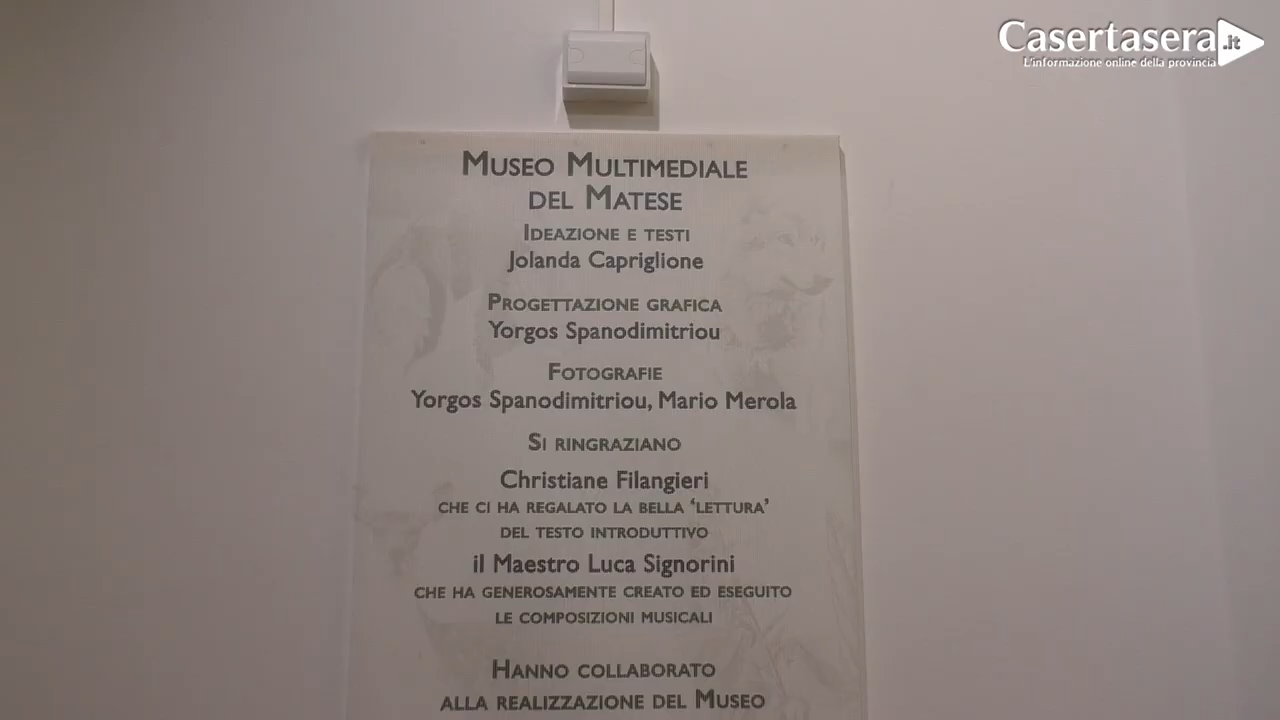 Casertasera.it
L'informazione online della provincia
Museo Multimediale
del Matese
Ideazione e testi
Jolanda Capriglione
Progettazione grafica
Yorgos Spanodimitriou
Fotografie
Yorgos Spanodimitriou, Mario Merola
Si ringraziano
Christiane Filangieri
che ci ha regalato la bella ‘lettura’
del testo introduttivo
il Maestro Luca Signorini
che ha generosamente creato ed eseguito
le composizioni musicali
Hanno collaborato
alla realizzazione del Museo